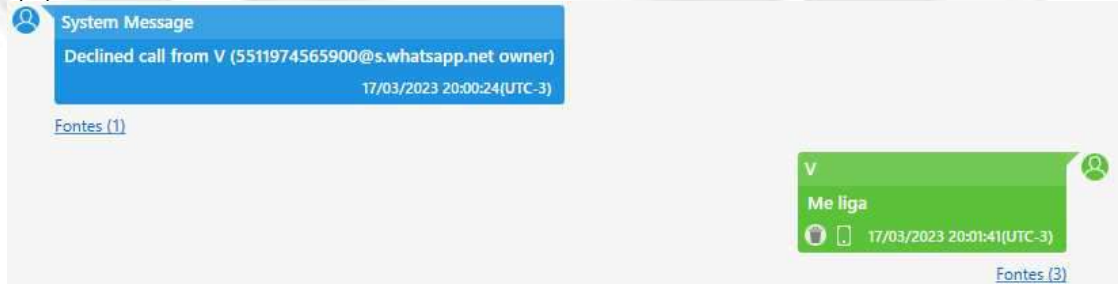 System Message
Declined call from V (5511974565900@s.whatsapp.net owner)
17/03/2023 20:00:24(UTC-3)
Fontes (1)
V
Me liga
17/03/2023 20:01:41(UTC-3)
Fontes (3)